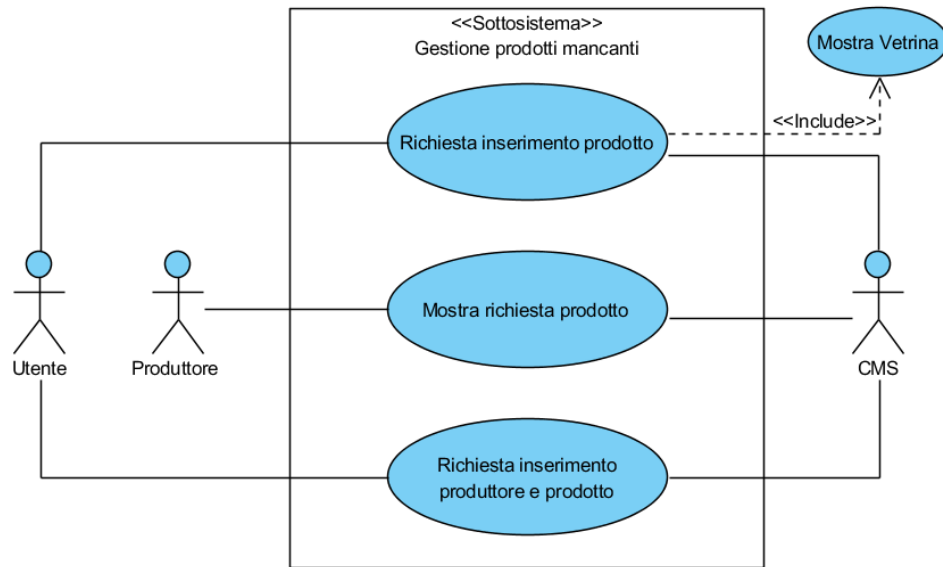 <<Sottosistema>>
Gestione prodotti mancanti
Mostra Vetrina
<<Include>>
Richiesta inserimento prodotto
Mostra richiesta prodotto
Utente
Produttore
CMS
Richiesta inserimento
produttore e prodotto